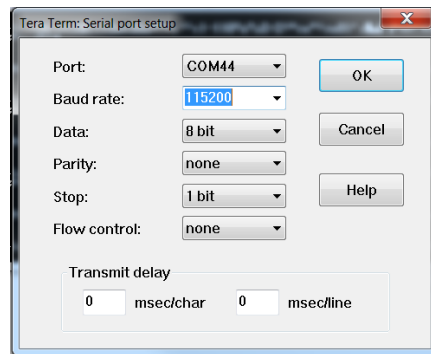 Tera Term: Serial port setup
Port: COM44 OK
Baud rate: 115200
Data: 8 bit Cancel
Parity: none
Stop: 1 bit Help
Flow control: none
Transmit delay
0 msec/char 0 msec/line